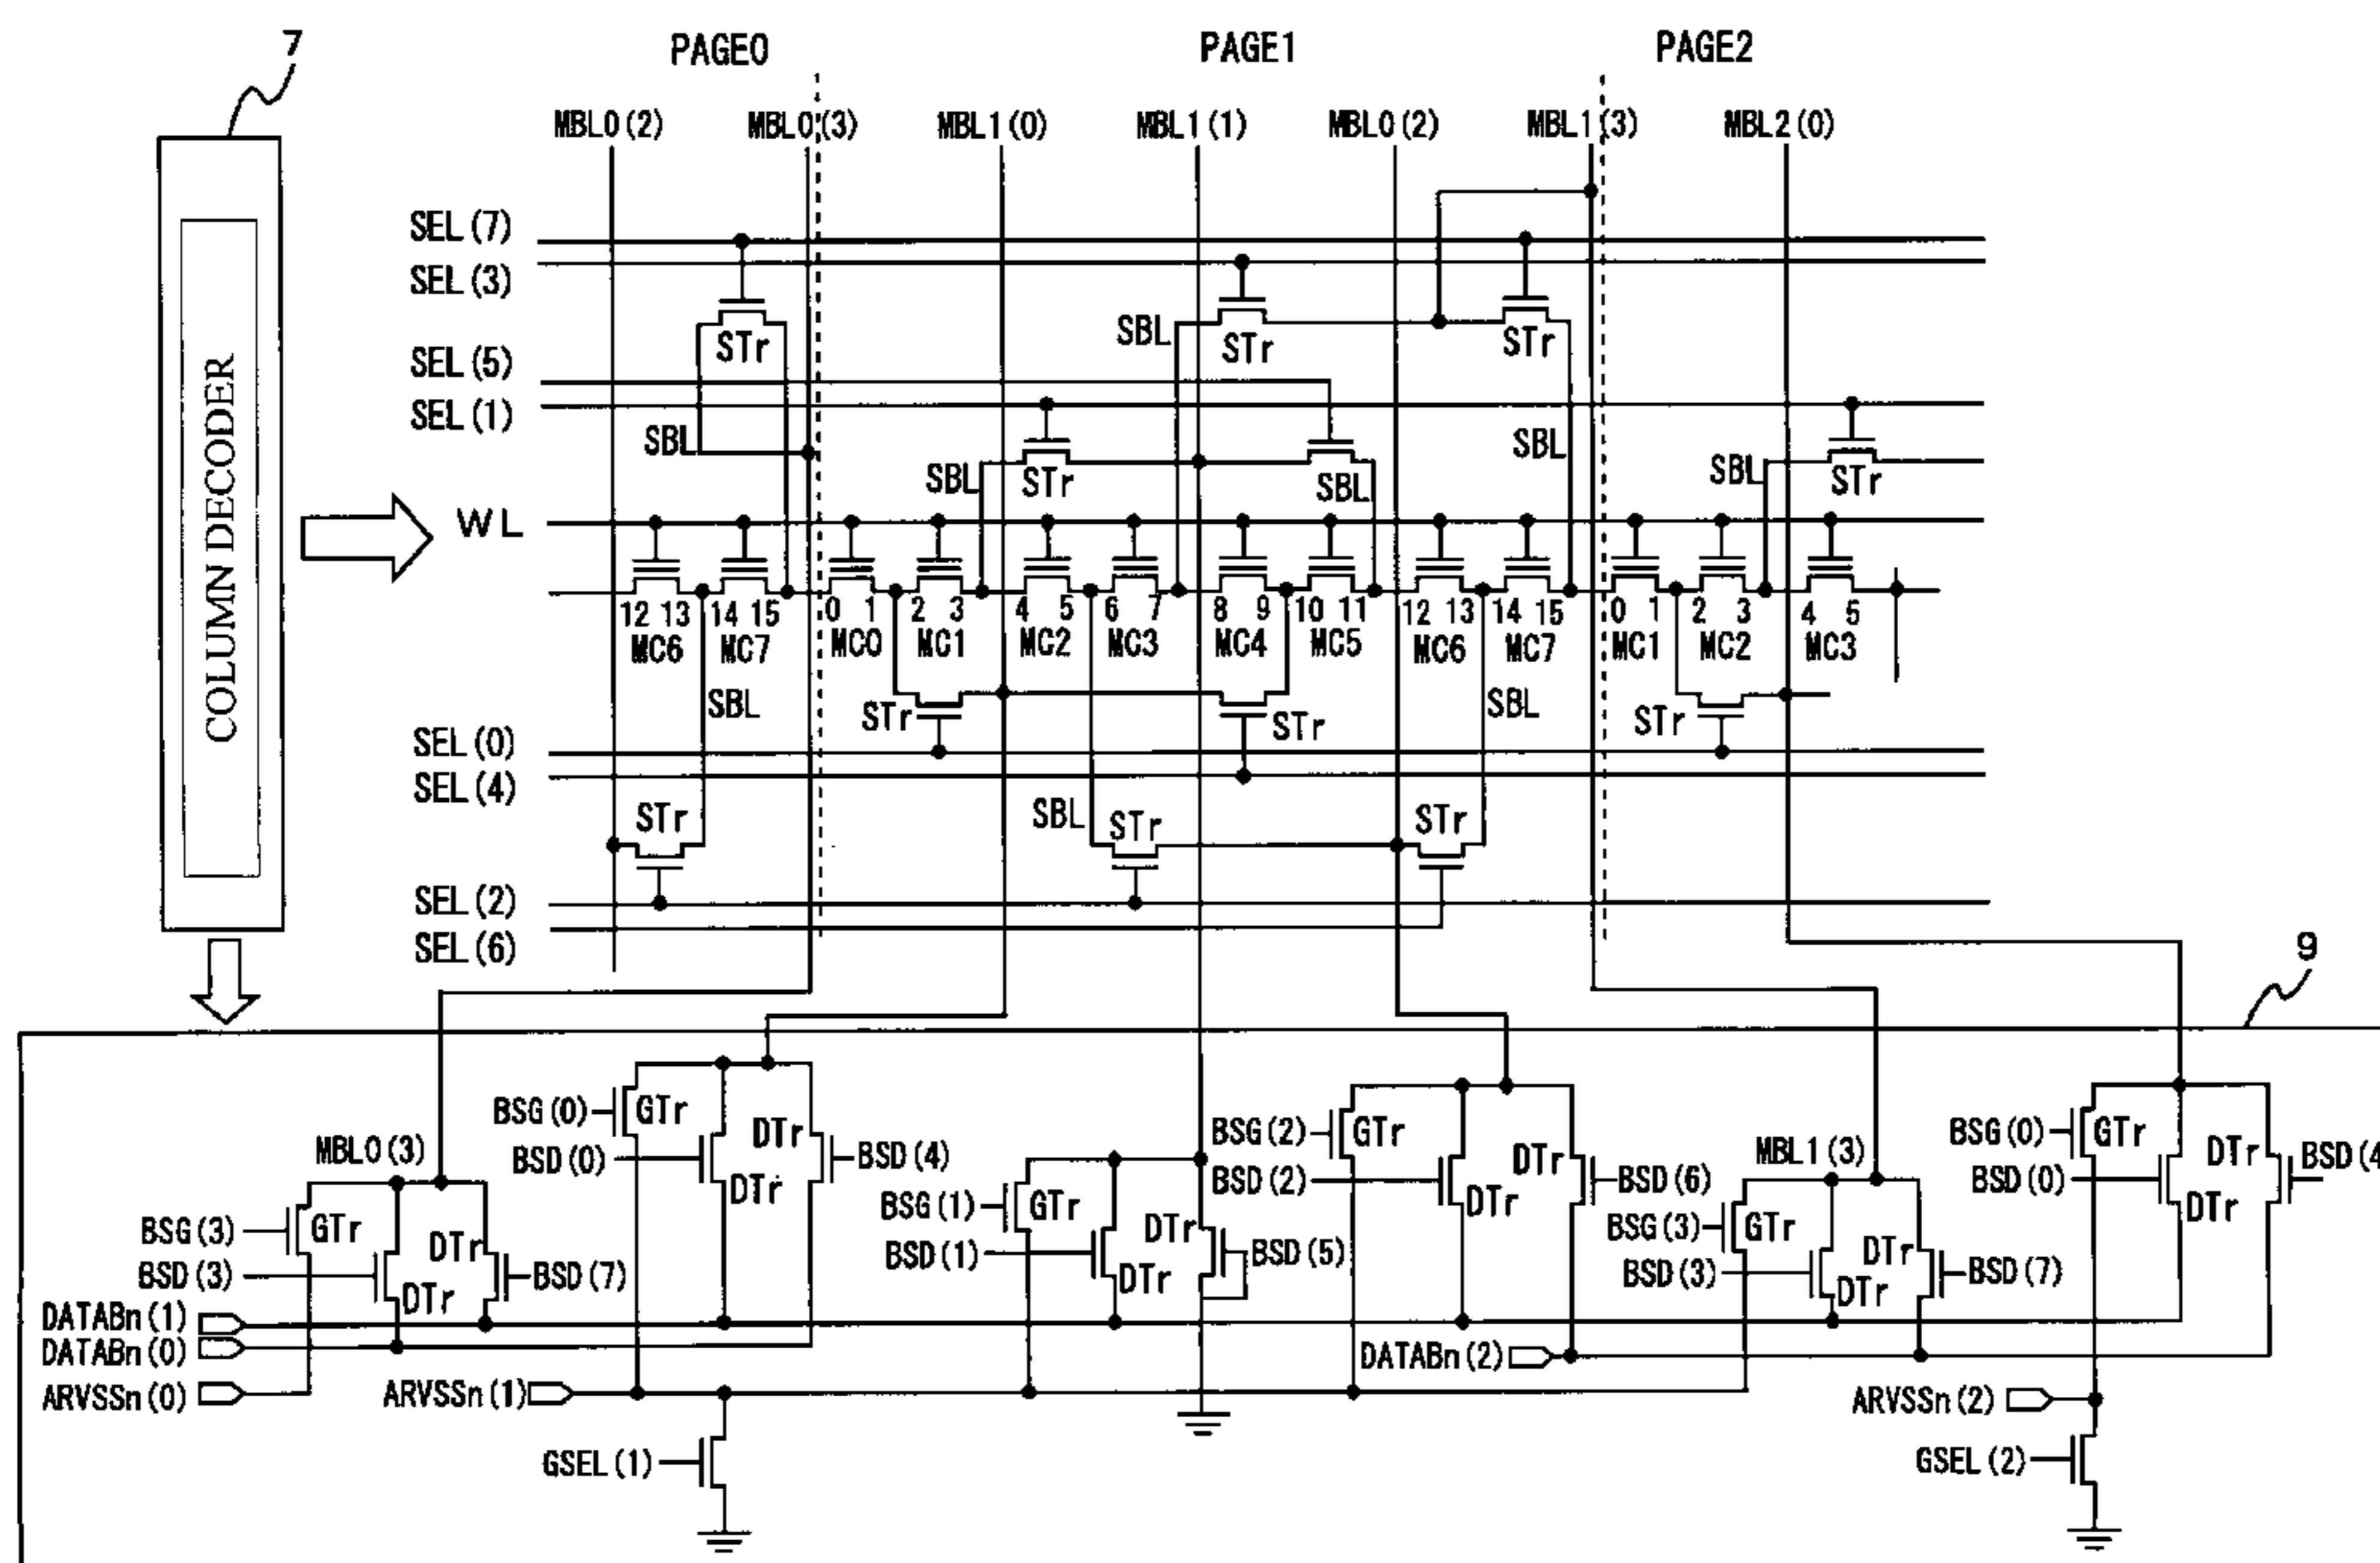 7
PAGE0 PAGE1 PAGE2
MBL0(2) MBL0(3) MBL1(0) MBL1(1) MBL0(2) MBL1(3) MBL2(0)
COLUMN DECODER
SEL(7)
SEL(3)
SBL STr STr STr
SEL(5)
SEL(1)
SBL SBL SBL STr SBL SBL STr
WL
12 13 14 15 0 1 2 3 4 5 6 7 8 9 10 11 12 13 14 15 0 1 2 3 4 5
MC6 MC7 MC0 MC1 MC2 MC3 MC4 MC5 MC6 MC7 MC1 MC2 MC3
SBL STr STr SBL STr
SEL(0)
SEL(4)
STr SBL STr STr
SEL(2)
SEL(6)
9
BSG(0) GTr DTr BSD(4)
BSD(0) DTr
BSG(2) GTr DTr BSD(6)
BSD(2) DTr
BSG(0) GTr DTr BSD(4
BSD(0) DTr
MBL0(3) MBL1(3)
BSG(3) GTr DTr BSD(7)
BSD(3) DTr
BSG(1) GTr DTr BSD(5)
BSD(1) DTr
BSG(3) GTr DTr BSD(7)
BSD(3) DTr
DATABn(1)
DATABn(0) DATABn(2)
ARVSSn(0) ARVSSn(1) ARVSSn(2)
GSEL(1) GSEL(2)